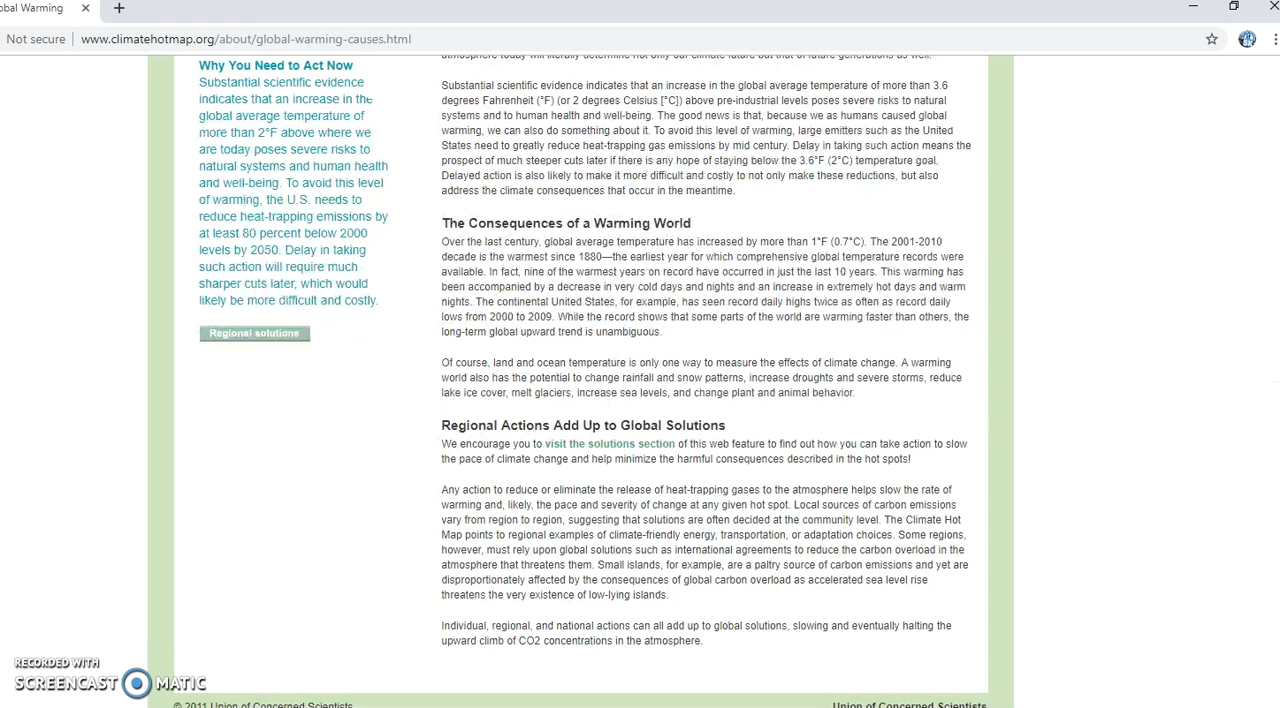 obal Warming
Not secure www.climatehotmap.org/about/global-warming-causes.html
Why You Need to Act Now
Substantial scientific evidence
indicates that an increase in the
global average temperature of
more than 2°F above where we
are today poses severe risks to
natural systems and human health
and well-being. To avoid this level
of warming, the U.S. needs to
reduce heat-trapping emissions by
at least 80 percent below 2000
levels by 2050. Delay in taking
such action will require much
sharper cuts later, which would
likely be more difficult and costly.
Regional solutions
atmosphere today will literally determine not only our climate future but that of future generations as well.
Substantial scientific evidence indicates that an increase in the global average temperature of more than 3.6
degrees Fahrenheit (°F) (or 2 degrees Celsius [°C]) above pre-industrial levels poses severe risks to natural
systems and to human health and well-being. The good news is that, because we as humans caused global
warming, we can also do something about it. To avoid this level of warming, large emitters such as the United
States need to greatly reduce heat-trapping gas emissions by mid century. Delay in taking such action means the
prospect of much steeper cuts later if there is any hope of staying below the 3.6°F (2°C) temperature goal.
Delayed action is also likely to make it more difficult and costly to not only make these reductions, but also
address the climate consequences that occur in the meantime.
The Consequences of a Warming World
Over the last century, global average temperature has increased by more than 1°F (0.7°C). The 2001-2010
decade is the warmest since 1880—the earliest year for which comprehensive global temperature records were
available. In fact, nine of the warmest years on record have occurred in just the last 10 years. This warming has
been accompanied by a decrease in very cold days and nights and an increase in extremely hot days and warm
nights. The continental United States, for example, has seen record daily highs twice as often as record daily
lows from 2000 to 2009. While the record shows that some parts of the world are warming faster than others, the
long-term global upward trend is unambiguous.
Of course, land and ocean temperature is only one way to measure the effects of climate change. A warming
world also has the potential to change rainfall and snow patterns, increase droughts and severe storms, reduce
lake ice cover, melt glaciers, increase sea levels, and change plant and animal behavior.
Regional Actions Add Up to Global Solutions
We encourage you to visit the solutions section of this web feature to find out how you can take action to slow
the pace of climate change and help minimize the harmful consequences described in the hot spots!
Any action to reduce or eliminate the release of heat-trapping gases to the atmosphere helps slow the rate of
warming and, likely, the pace and severity of change at any given hot spot. Local sources of carbon emissions
vary from region to region, suggesting that solutions are often decided at the community level. The Climate Hot
Map points to regional examples of climate-friendly energy, transportation, or adaptation choices. Some regions,
however, must rely upon global solutions such as international agreements to reduce the carbon overload in the
atmosphere that threatens them. Small islands, for example, are a paltry source of carbon emissions and yet are
disproportionately affected by the consequences of global carbon overload as accelerated sea level rise
threatens the very existence of low-lying islands.
Individual, regional, and national actions can all add up to global solutions, slowing and eventually halting the
upward climb of CO2 concentrations in the atmosphere.
RECORDED WITH
SCREENCAST MATIC
© 2011 Union of Concerned Scientists
Union of Concerned Scientists